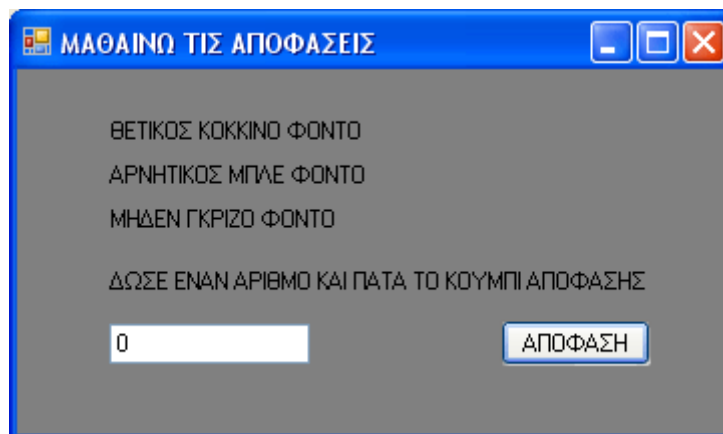 ΜΑΘΑΙΝΩ ΤΙΣ ΑΠΟΦΑΣΕΙΣ
ΘΕΤΙΚΟΣ ΚΟΚΚΙΝΟ ΦΟΝΤΟ
ΑΡΝΗΤΙΚΟΣ ΜΠΛΕ ΦΟΝΤΟ
ΜΗΔΕΝ ΓΚΡΙΖΟ ΦΟΝΤΟ
ΔΩΣΕ ΕΝΑΝ ΑΡΙΘΜΟ ΚΑΙ ΠΑΤΑ ΤΟ ΚΟΥΜΠΙ ΑΠΟΦΑΣΗΣ
0 ΑΠΟΦΑΣΗ